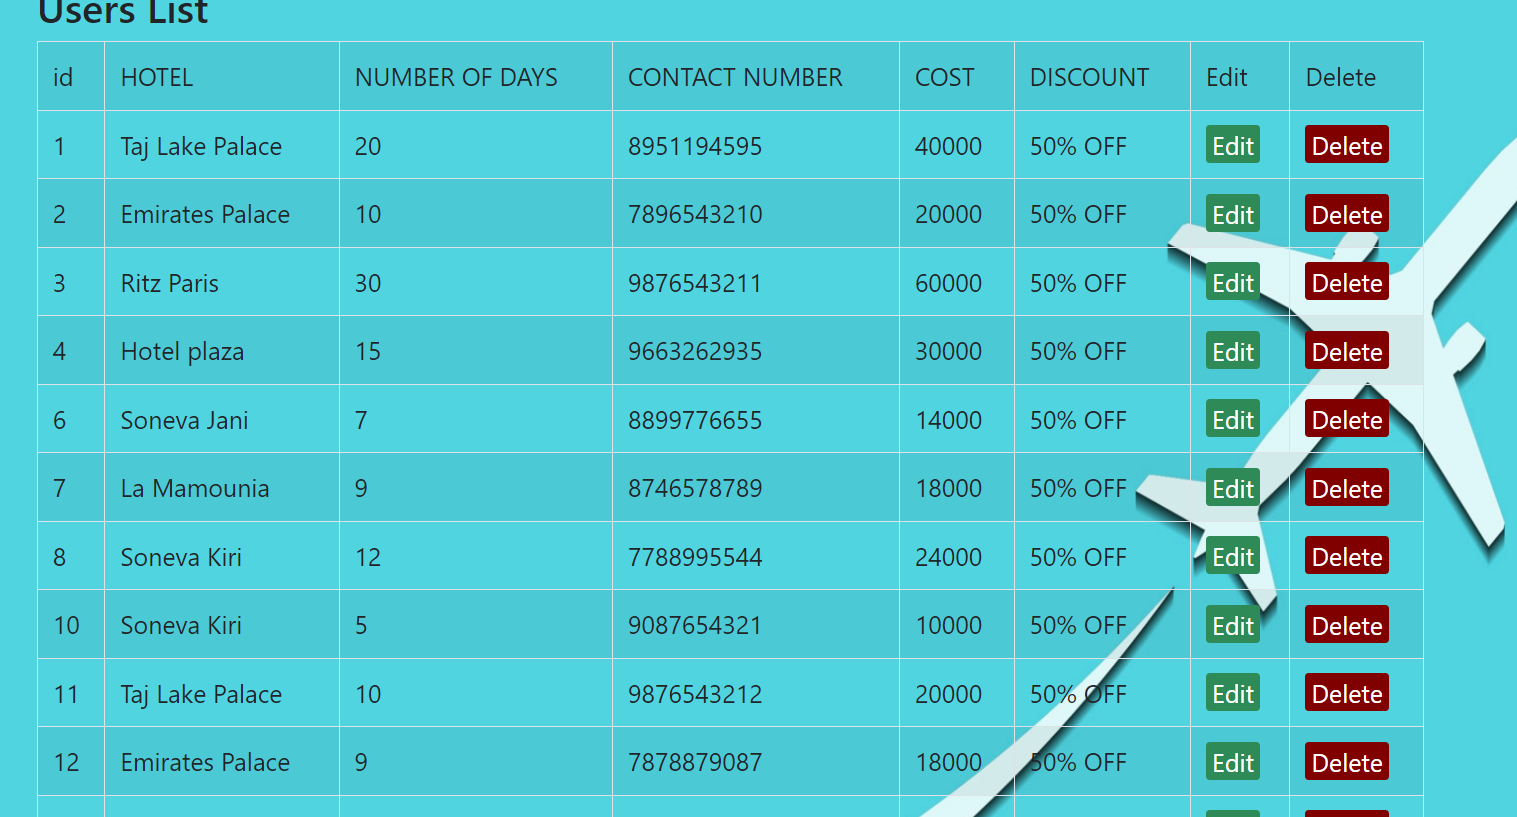 Users List
id HOTEL NUMBER OF DAYS CONTACT NUMBER COST DISCOUNT Edit Delete
1 Taj Lake Palace 20 8951194595 40000 50% OFF Edit Delete
2 Emirates Palace 10 7896543210 20000 50% OFF Edit Delete
3 Ritz Paris 30 9876543211 60000 50% OFF Edit Delete
4 Hotel plaza 15 9663262935 30000 50% OFF Edit Delete
6 Soneva Jani 7 8899776655 14000 50% OFF Edit Delete
7 La Mamounia 9 8746578789 18000 50% OFF Edit Delete
8 Soneva Kiri 12 7788995544 24000 50% OFF Edit Delete
10 Soneva Kiri 5 9087654321 10000 50% OFF Edit Delete
11 Taj Lake Palace 10 9876543212 20000 50% OFF Edit Delete
12 Emirates Palace 9 7878879087 18000 50% OFF Edit Delete